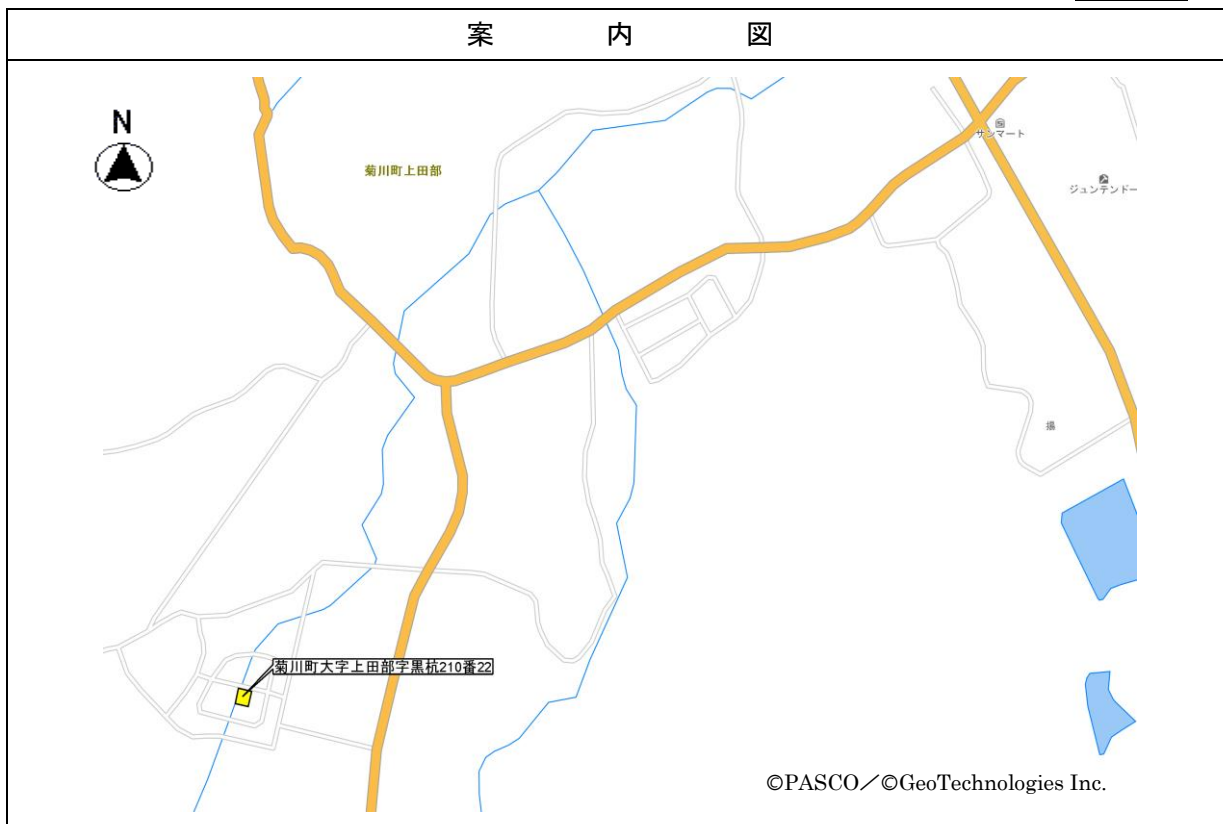 案 内 図
N
菊川町上田部
サンマート
ジュンテンドー
揚
菊川町大字上田部字黒杭210番22
©PASCO／©GeoTechnologies Inc.